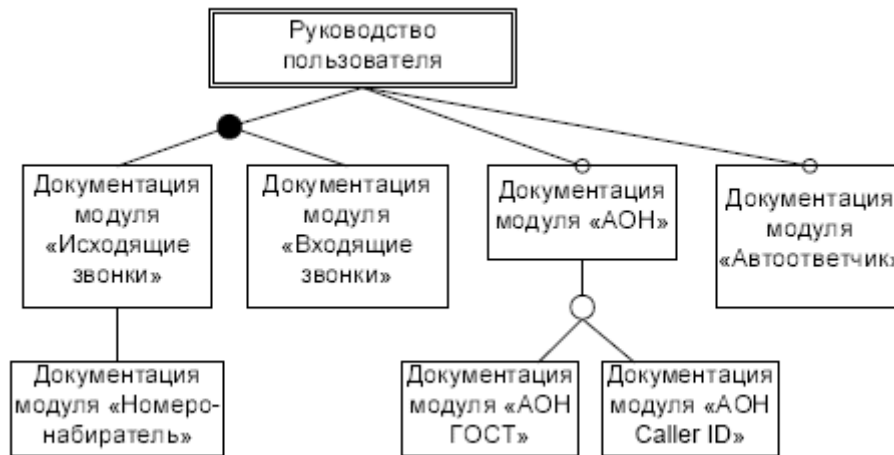 Руководство
пользователя
Документация
модуля
«Исходящие
звонки»
Документация
модуля
«Входящие
звонки»
Документация
модуля «АОН»
Документация
модуля
«Автоответчик»
Документация
модуля «Номеро-
набиратель»
Документация
модуля «АОН
ГОСТ»
Документация
модуля «АОН
Caller ID»